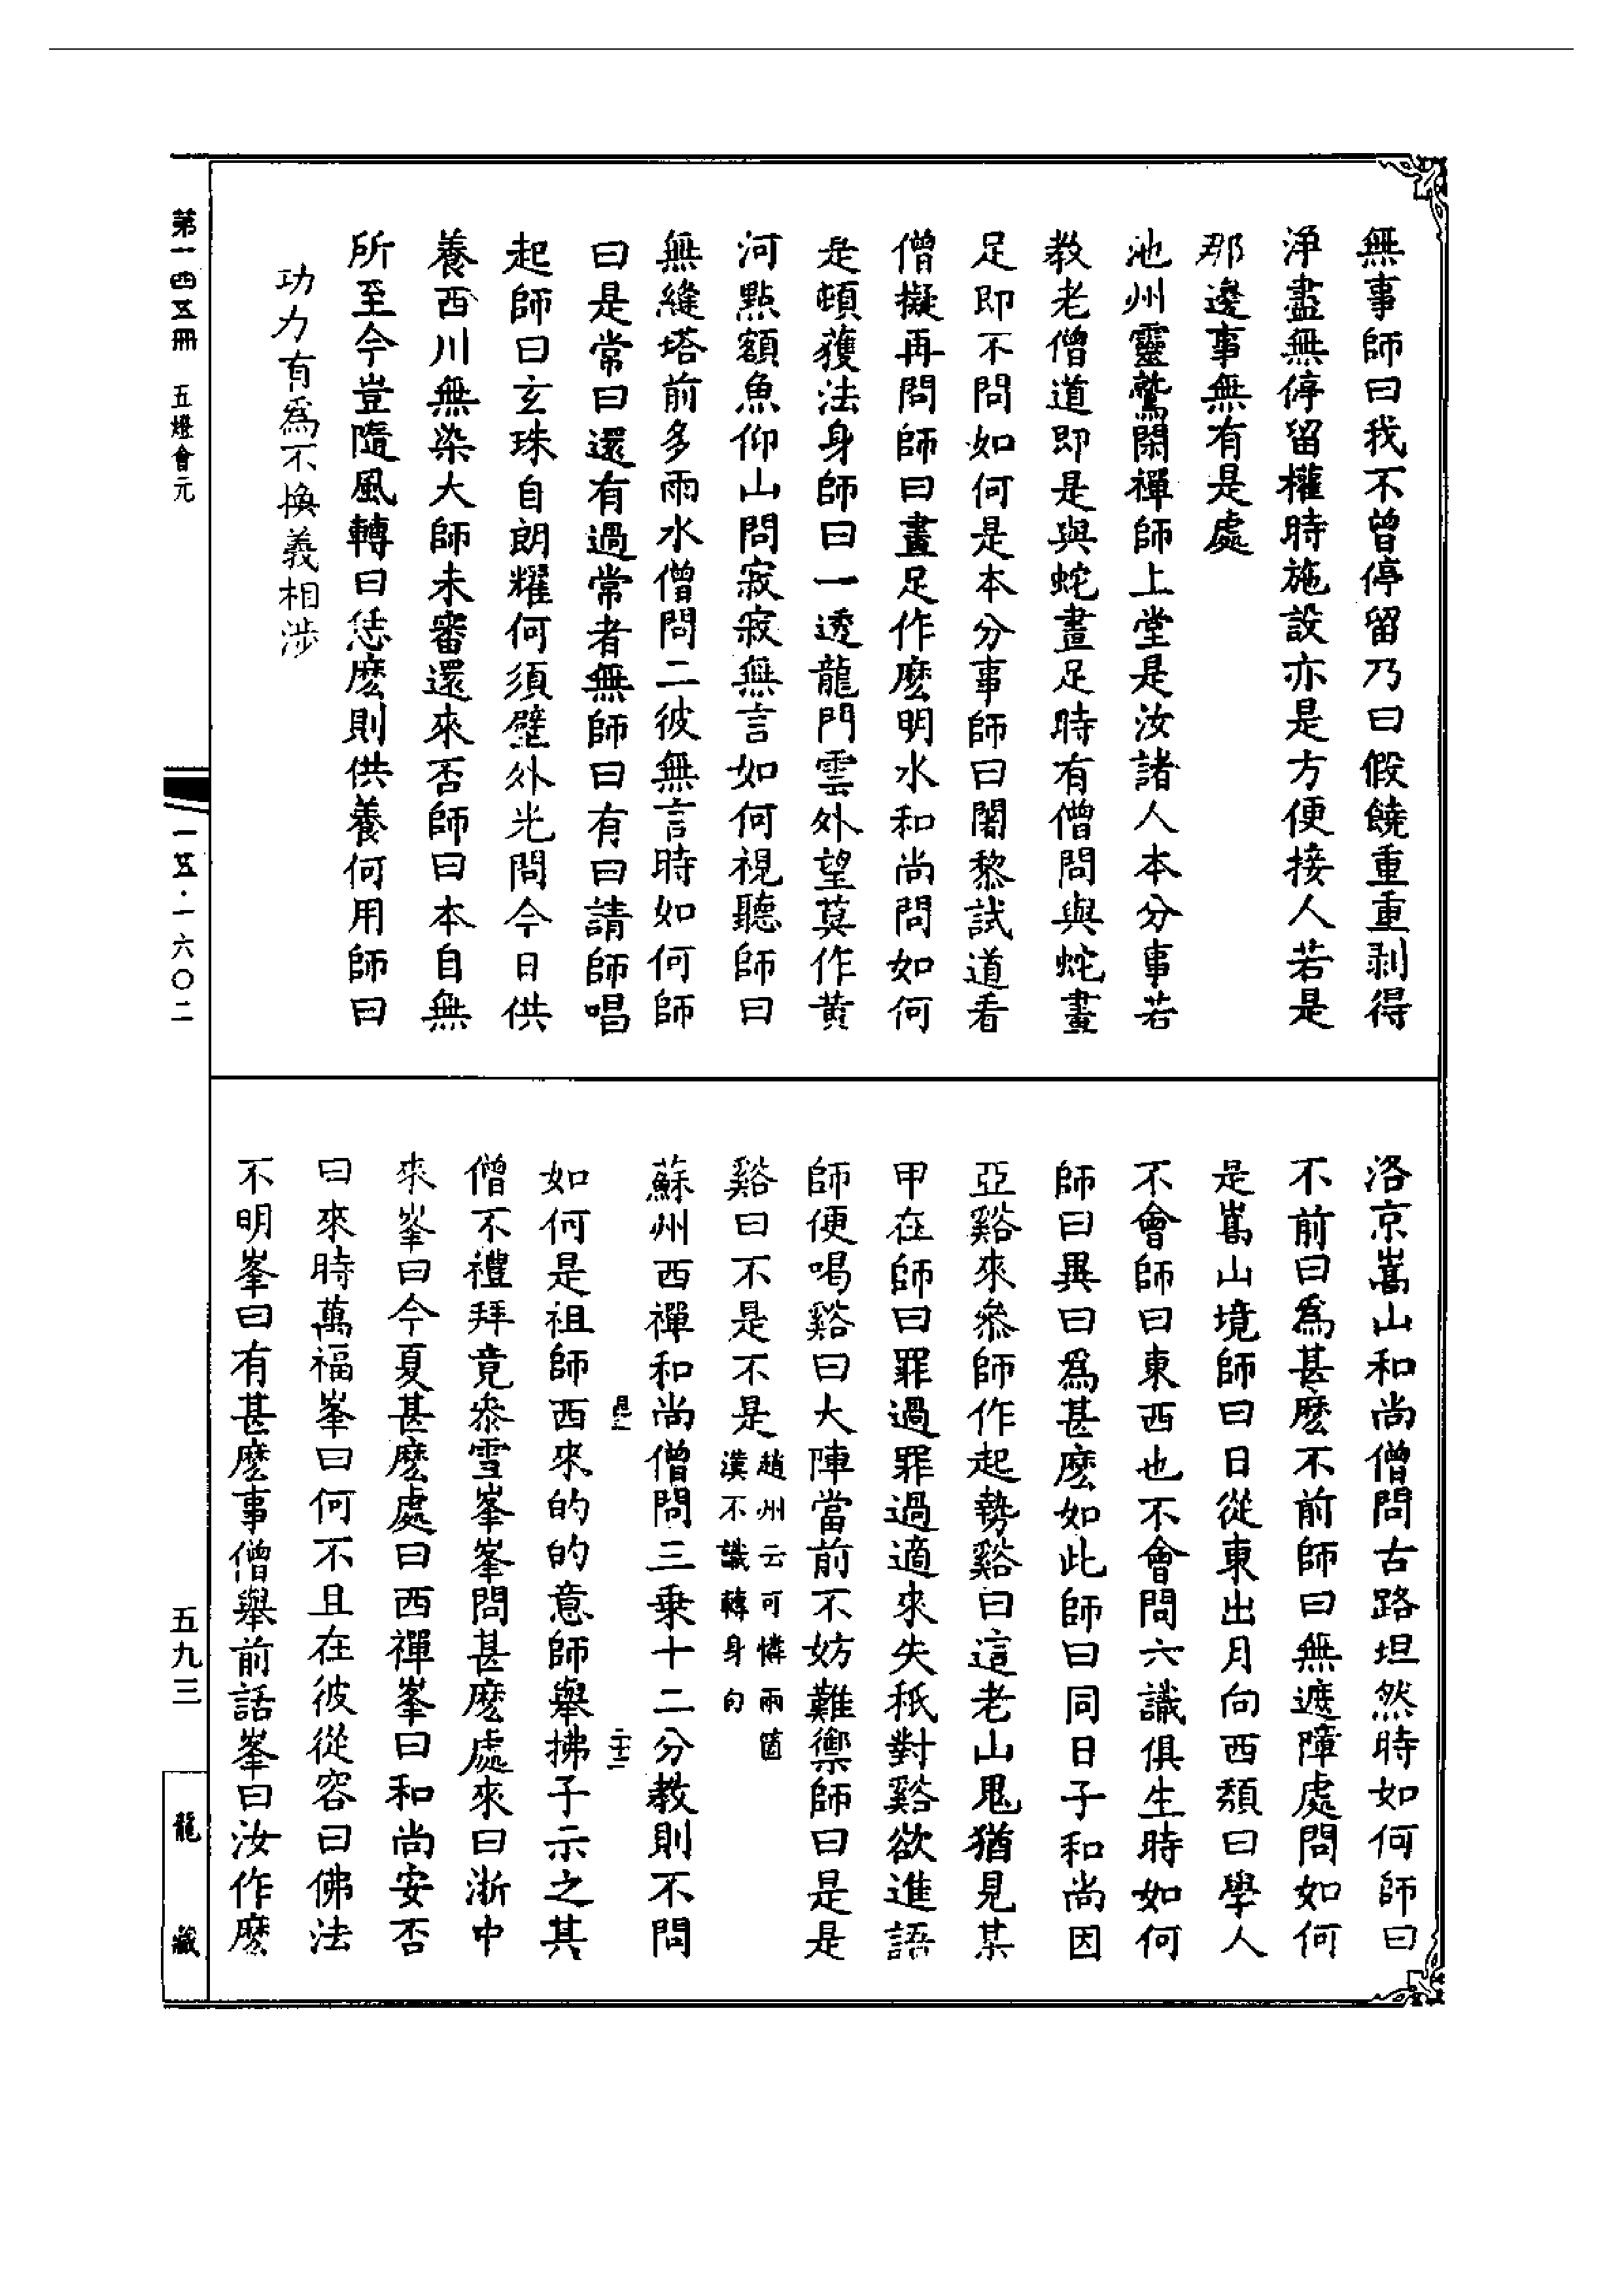 無事師曰我不曾停留乃曰假饒重重剥得
淨盡無停留權時施設亦是方便接人若是
那邊事無有是處
池州靈鷲閑禪師上堂是汝諸人本分事若
教老僧道即是與蛇畫足時有僧問與蛇畫
足即不問如何是本分事師曰闍黎試道看
僧擬再問師曰畫足作麽明水和尚問如何
是頓獲法身師曰一透龍門雲外望莫作黄
河點額魚仰山問寂寂無言如何視聽師曰
無縫塔前多雨水僧問二彼無言時如何師
曰是常曰還有過常者無師曰有曰請師唱
起師曰玄珠自朗耀何須壁外光問今日供
養西川無染大師未審還來否師曰本自無
所至今豈隨風轉曰恁麽則供養何用師曰
功力有爲不換義相涉
洛京嵩山和尚僧問古路坦然時如何師曰
不前曰爲甚麽不前師曰無遮障處問如何
是嵩山境師曰日從東出月向西頽曰學人
不會師曰東西也不會問六識俱生時如何
師曰異曰爲甚麽如此師曰同日子和尚因
亞谿來參師作起勢谿曰這老山鬼猶見某
甲在師曰罪過罪過適來失秖對谿欲進語
師便喝谿曰大陣當前不妨難禦師曰是是
谿曰不是不是趙州云可憐兩箇漢不識轉身句
蘇州西禪和尚僧問三乗十二分教則不問
如何是祖師西來的的意師舉拂子示之其
僧不禮拜竟參雪峯峯問甚麽處來曰浙中
來峯曰今夏甚麽處曰西禪峯曰和尚安否
曰來時萬福峯曰何不且在彼從容曰佛法
不明峯曰有甚麽事僧舉前話峯曰汝作麽
第一四五冊　五燈會元
一五·一六〇二
五九三
龍藏